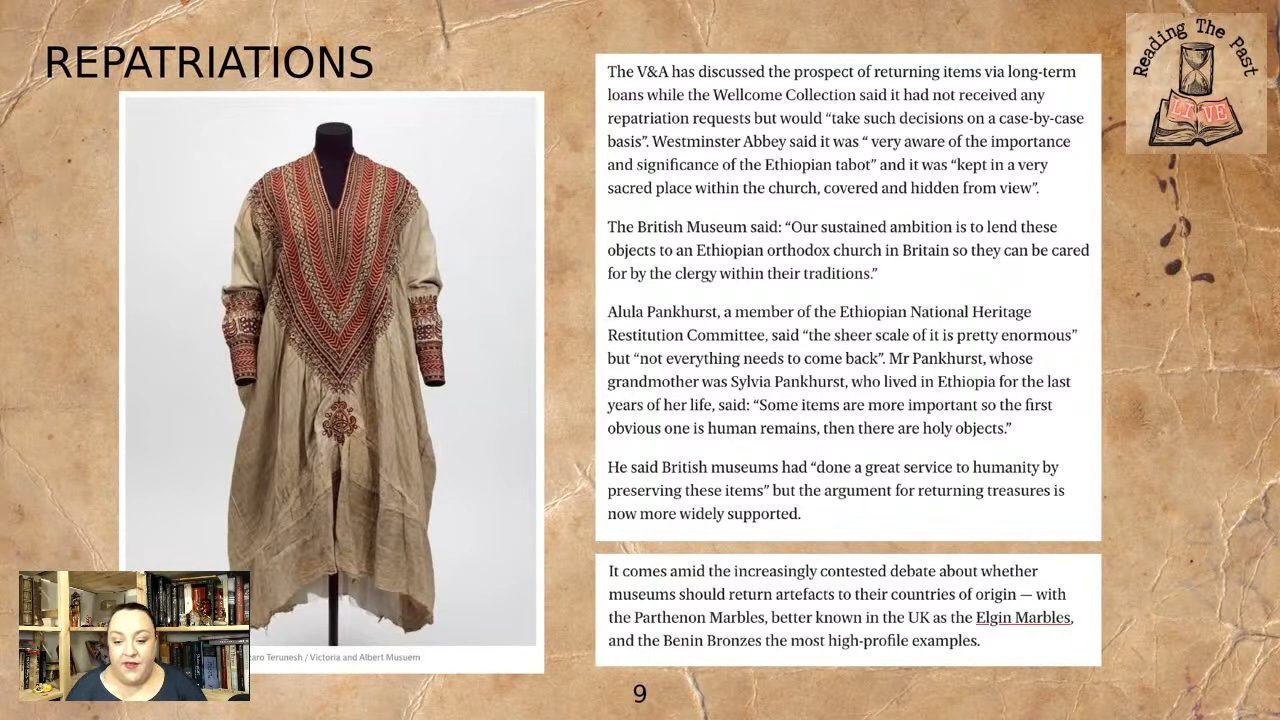 REPATRIATIONS
Reading The Past
LIVE
The V&A has discussed the prospect of returning items via long-term
loans while the Wellcome Collection said it had not received any
repatriation requests but would “take such decisions on a case-by-case
basis”. Westminster Abbey said it was “ very aware of the importance
and significance of the Ethiopian tabot” and it was “kept in a very
sacred place within the church, covered and hidden from view”.
The British Museum said: “Our sustained ambition is to lend these
objects to an Ethiopian orthodox church in Britain so they can be cared
for by the clergy within their traditions.”
Alula Pankhurst, a member of the Ethiopian National Heritage
Restitution Committee, said “the sheer scale of it is pretty enormous”
but “not everything needs to come back”. Mr Pankhurst, whose
grandmother was Sylvia Pankhurst, who lived in Ethiopia for the last
years of her life, said: “Some items are more important so the first
obvious one is human remains, then there are holy objects.”
He said British museums had “done a great service to humanity by
preserving these items” but the argument for returning treasures is
now more widely supported.
It comes amid the increasingly contested debate about whether
museums should return artefacts to their countries of origin — with
the Parthenon Marbles, better known in the UK as the Elgin Marbles,
and the Benin Bronzes the most high-profile examples.
Terunesh / Victoria and Albert Musuem
9